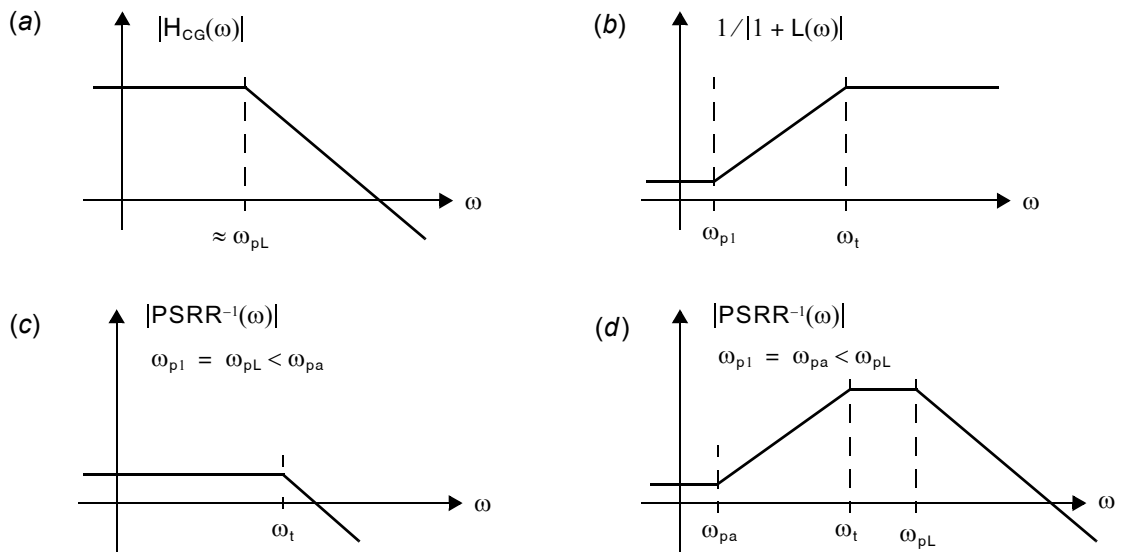 (a)
|H_CG(ω)|
ω
≈ ω_pL
(b)
1/|1 + L(ω)|
ω
ω_p1
ω_t
(c)
|PSRR⁻¹(ω)|
ω_p1 = ω_pL < ω_pa
ω
ω_t
(d)
|PSRR⁻¹(ω)|
ω_p1 = ω_pa < ω_pL
ω
ω_pa
ω_t
ω_pL